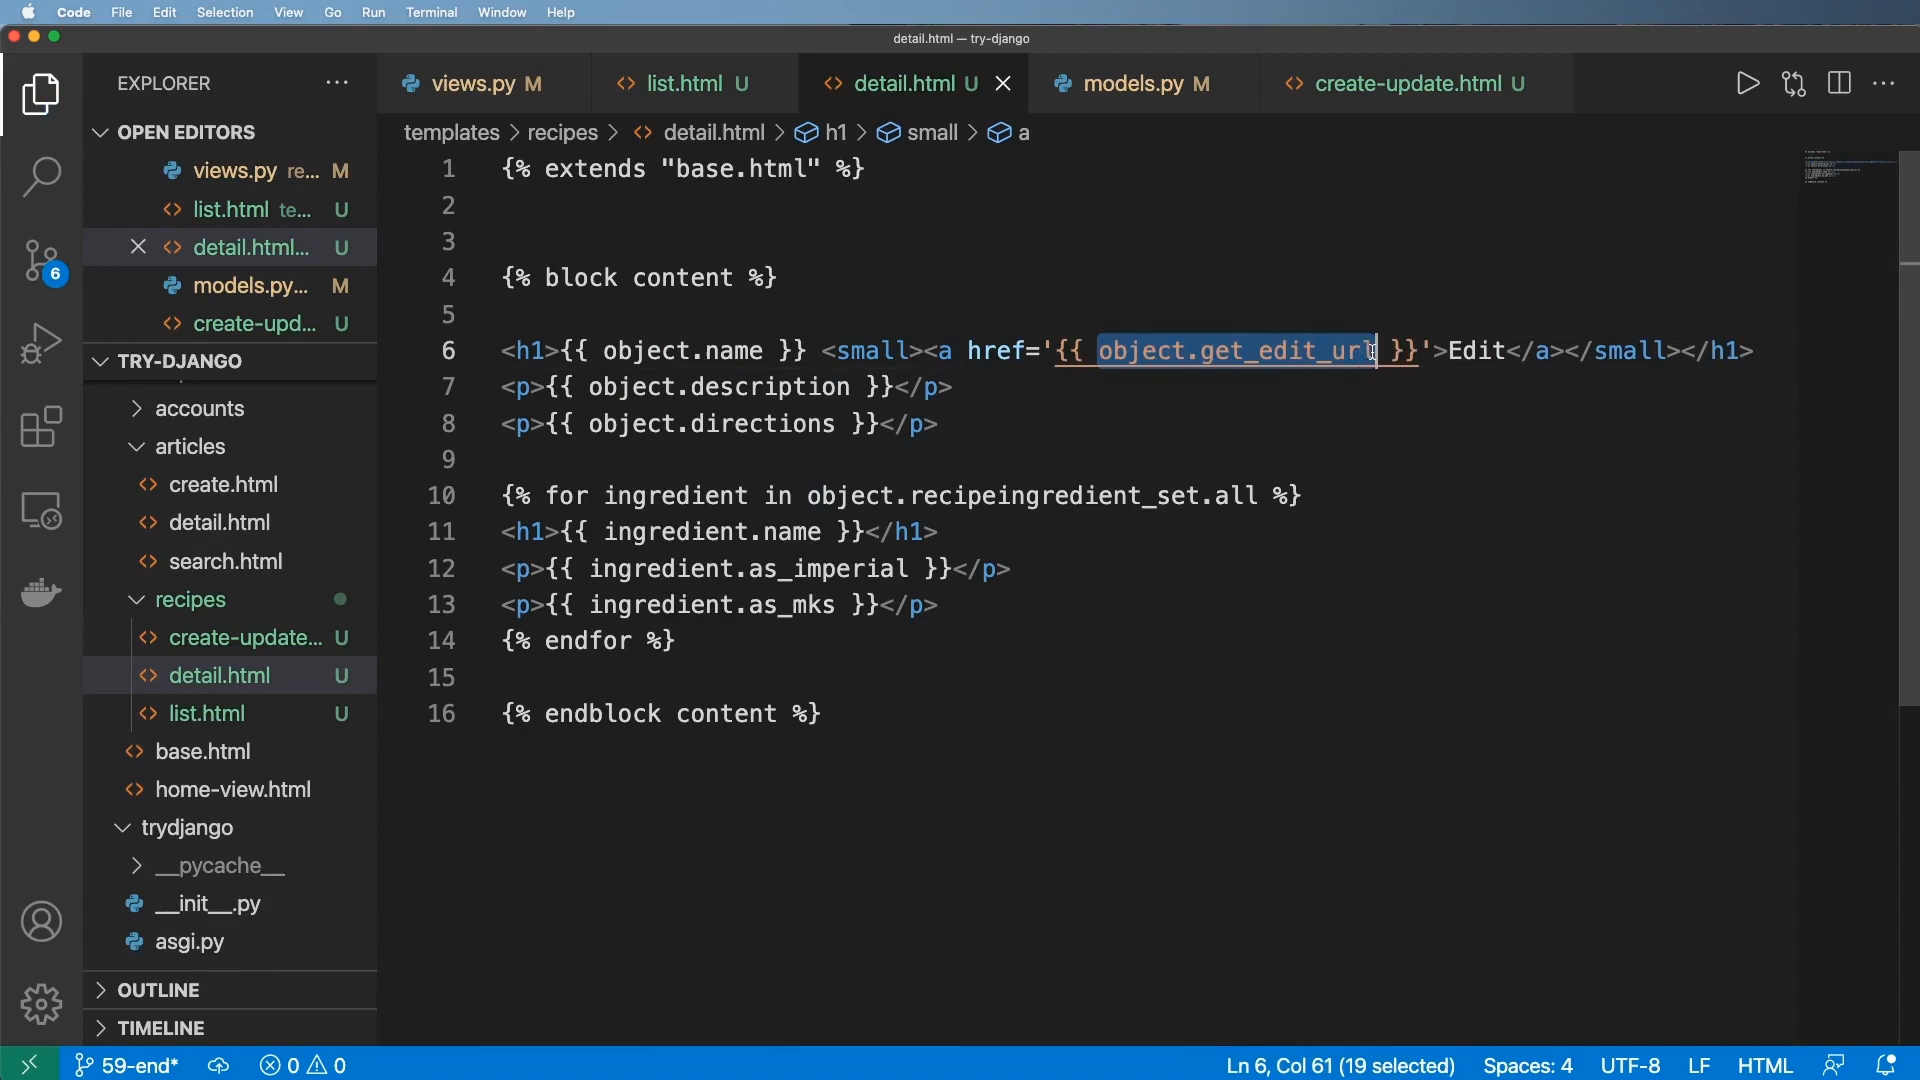 Code File Edit Selection View Go Run Terminal Window Help
detail.html — try-django
EXPLORER
views.py M
list.html U
detail.html U
models.py M
create-update.html U
OPEN EDITORS
views.py re... M
list.html te... U
detail.html... U
models.py... M
create-upd... U
TRY-DJANGO
accounts
articles
create.html
detail.html
search.html
recipes
create-update... U
detail.html U
list.html U
base.html
home-view.html
trydjango
__pycache__
__init__.py
asgi.py
OUTLINE
TIMELINE
6
templates > recipes > detail.html > h1 > small > a
1 {% extends "base.html" %}
2
3
4 {% block content %}
5
6 <h1>{{ object.name }} <small><a href='{{ object.get_edit_url }}'>Edit</a></small></h1>
7 <p>{{ object.description }}</p>
8 <p>{{ object.directions }}</p>
9
10 {% for ingredient in object.recipeingredient_set.all %}
11 <h1>{{ ingredient.name }}</h1>
12 <p>{{ ingredient.as_imperial }}</p>
13 <p>{{ ingredient.as_mks }}</p>
14 {% endfor %}
15
16 {% endblock content %}
59-end* 0 0 Ln 6, Col 61 (19 selected) Spaces: 4 UTF-8 LF HTML